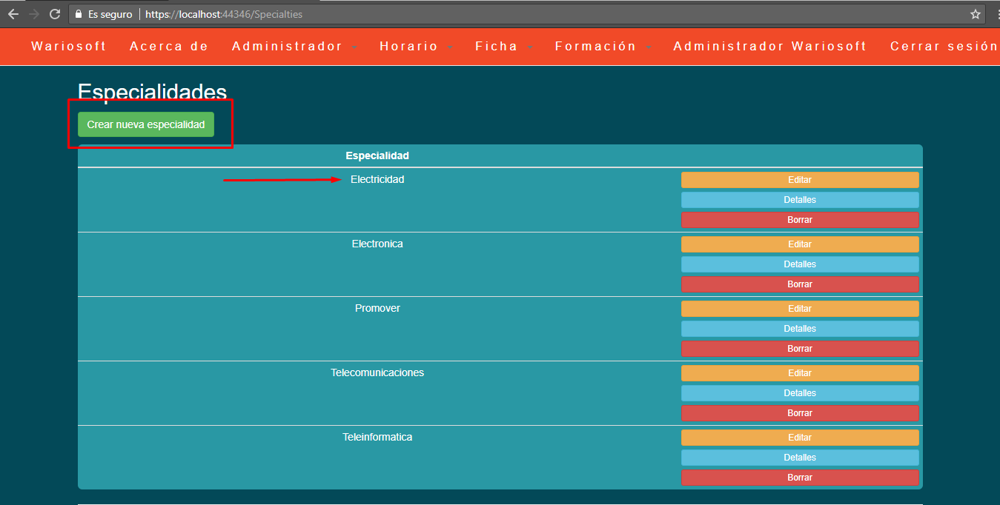 Es seguro https://localhost:44346/Specialties
Wariosoft Acerca de Administrador Horario Ficha Formación Administrador Wariosoft Cerrar sesión
Especialidades
Crear nueva especialidad
Especialidad
Electricidad Editar
Detalles
Borrar
Electronica Editar
Detalles
Borrar
Promover Editar
Detalles
Borrar
Telecomunicaciones Editar
Detalles
Borrar
Teleinformatica Editar
Detalles
Borrar